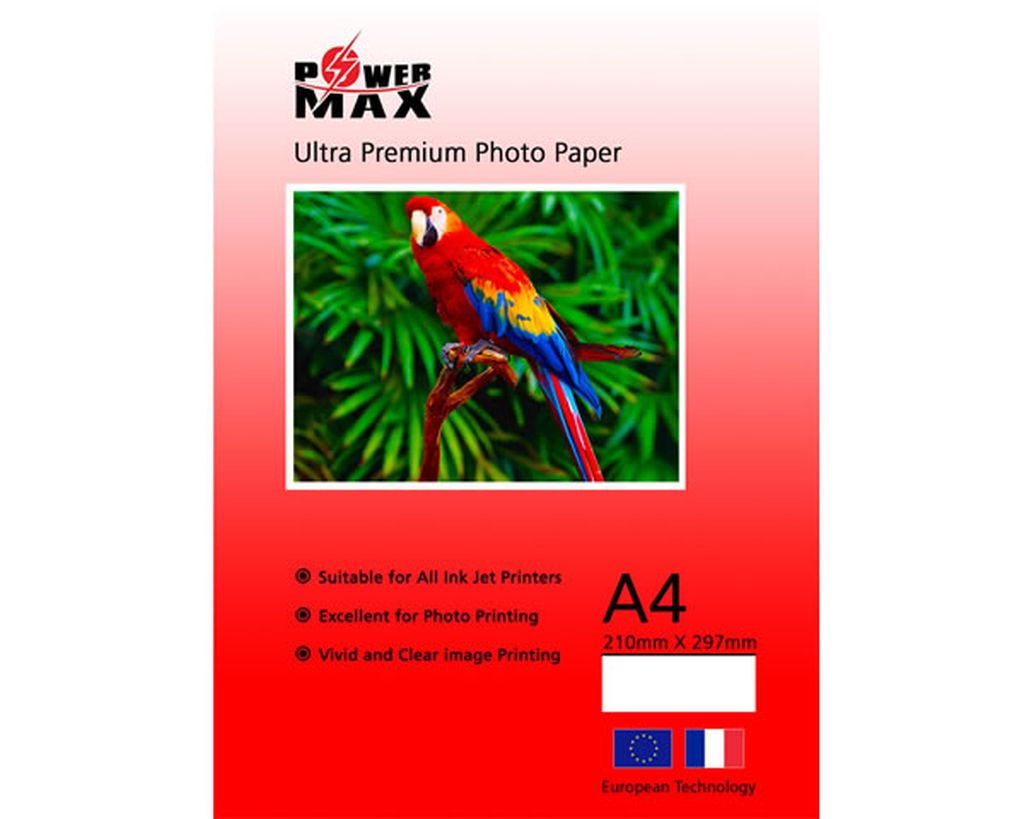 POWER
MAX
Ultra Premium Photo Paper
Suitable for All Ink Jet Printers
Excellent for Photo Printing
Vivid and Clear image Printing
A4
210mm X 297mm
European Technology